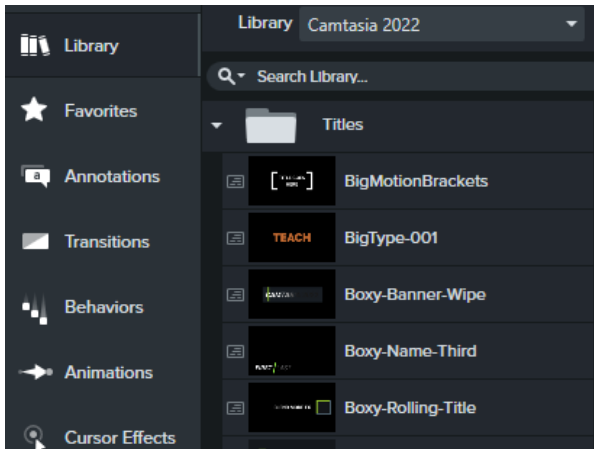 Library
Favorites
Annotations
Transitions
Behaviors
Animations
Cursor Effects
Library Camtasia 2022
Search Library...
Titles
BigMotionBrackets
TEACH
BigType-001
Boxy-Banner-Wipe
Boxy-Name-Third
Boxy-Rolling-Title